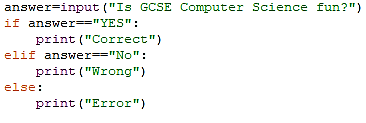 answer=input("Is GCSE Computer Science fun?")
if answer=="YES":
    print("Correct")
elif answer=="No":
    print("Wrong")
else:
    print("Error")